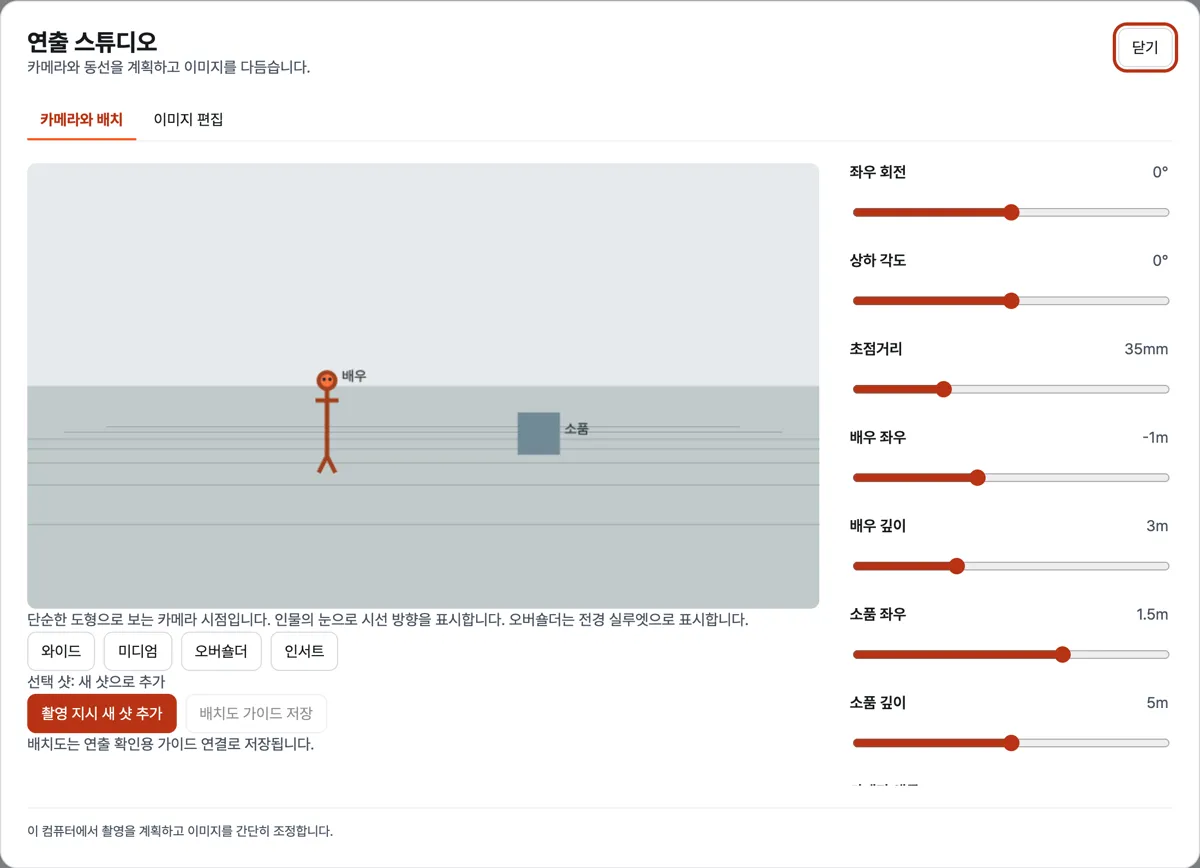 연출 스튜디오
카메라와 동선을 계획하고 이미지를 다듬습니다.
닫기
카메라와 배치
이미지 편집
배우
소품
단순한 도형으로 보는 카메라 시점입니다. 인물의 눈으로 시선 방향을 표시합니다. 오버숄더는 전경 실루엣으로 표시합니다.
와이드
미디엄
오버숄더
인서트
선택 샷: 새 샷으로 추가
촬영 지시 새 샷 추가
배치도 가이드 저장
배치도는 연출 확인용 가이드 연결로 저장됩니다.
좌우 회전 0°
상하 각도 0°
초점거리 35mm
배우 좌우 -1m
배우 깊이 3m
소품 좌우 1.5m
소품 깊이 5m
이 컴퓨터에서 촬영을 계획하고 이미지를 간단히 조정합니다.